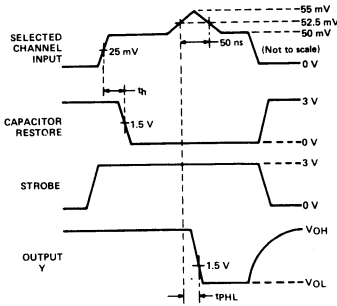 55 mV
52.5 mV
50 mV
SELECTED
CHANNEL
INPUT
25 mV
50 ns
(Not to scale)
0 V
th
3 V
CAPACITOR
RESTORE
1.5 V
0 V
3 V
STROBE
0 V
VOH
OUTPUT
Y
1.5 V
VOL
tPHL